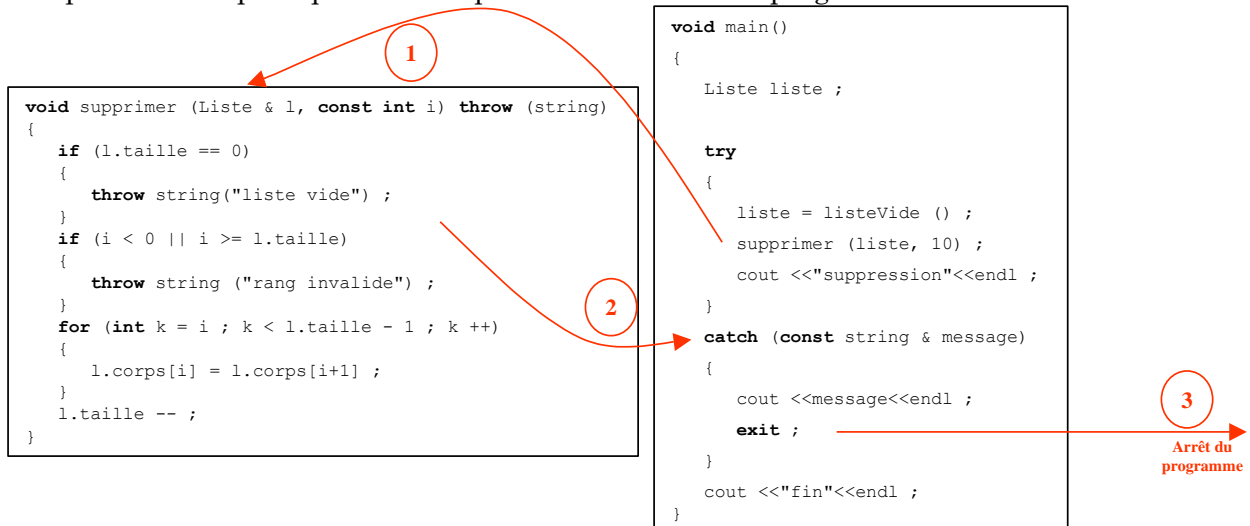 1
void supprimer (Liste & l, const int i) throw (string)
{
if (l.taille == 0)
{
throw string("liste vide") ;
}
if (i < 0 || i >= l.taille)
{
throw string ("rang invalide") ;
}
for (int k = i ; k < l.taille - 1 ; k ++)
{
l.corps[i] = l.corps[i+1] ;
}
l.taille -- ;
}
2
void main()
{
Liste liste ;
try
{
liste = listeVide () ;
supprimer (liste, 10) ;
cout <<"suppression"<<endl ;
}
catch (const string & message)
{
cout <<message<<endl ;
exit ;
}
cout <<"fin"<<endl ;
}
3
Arrêt du
programme